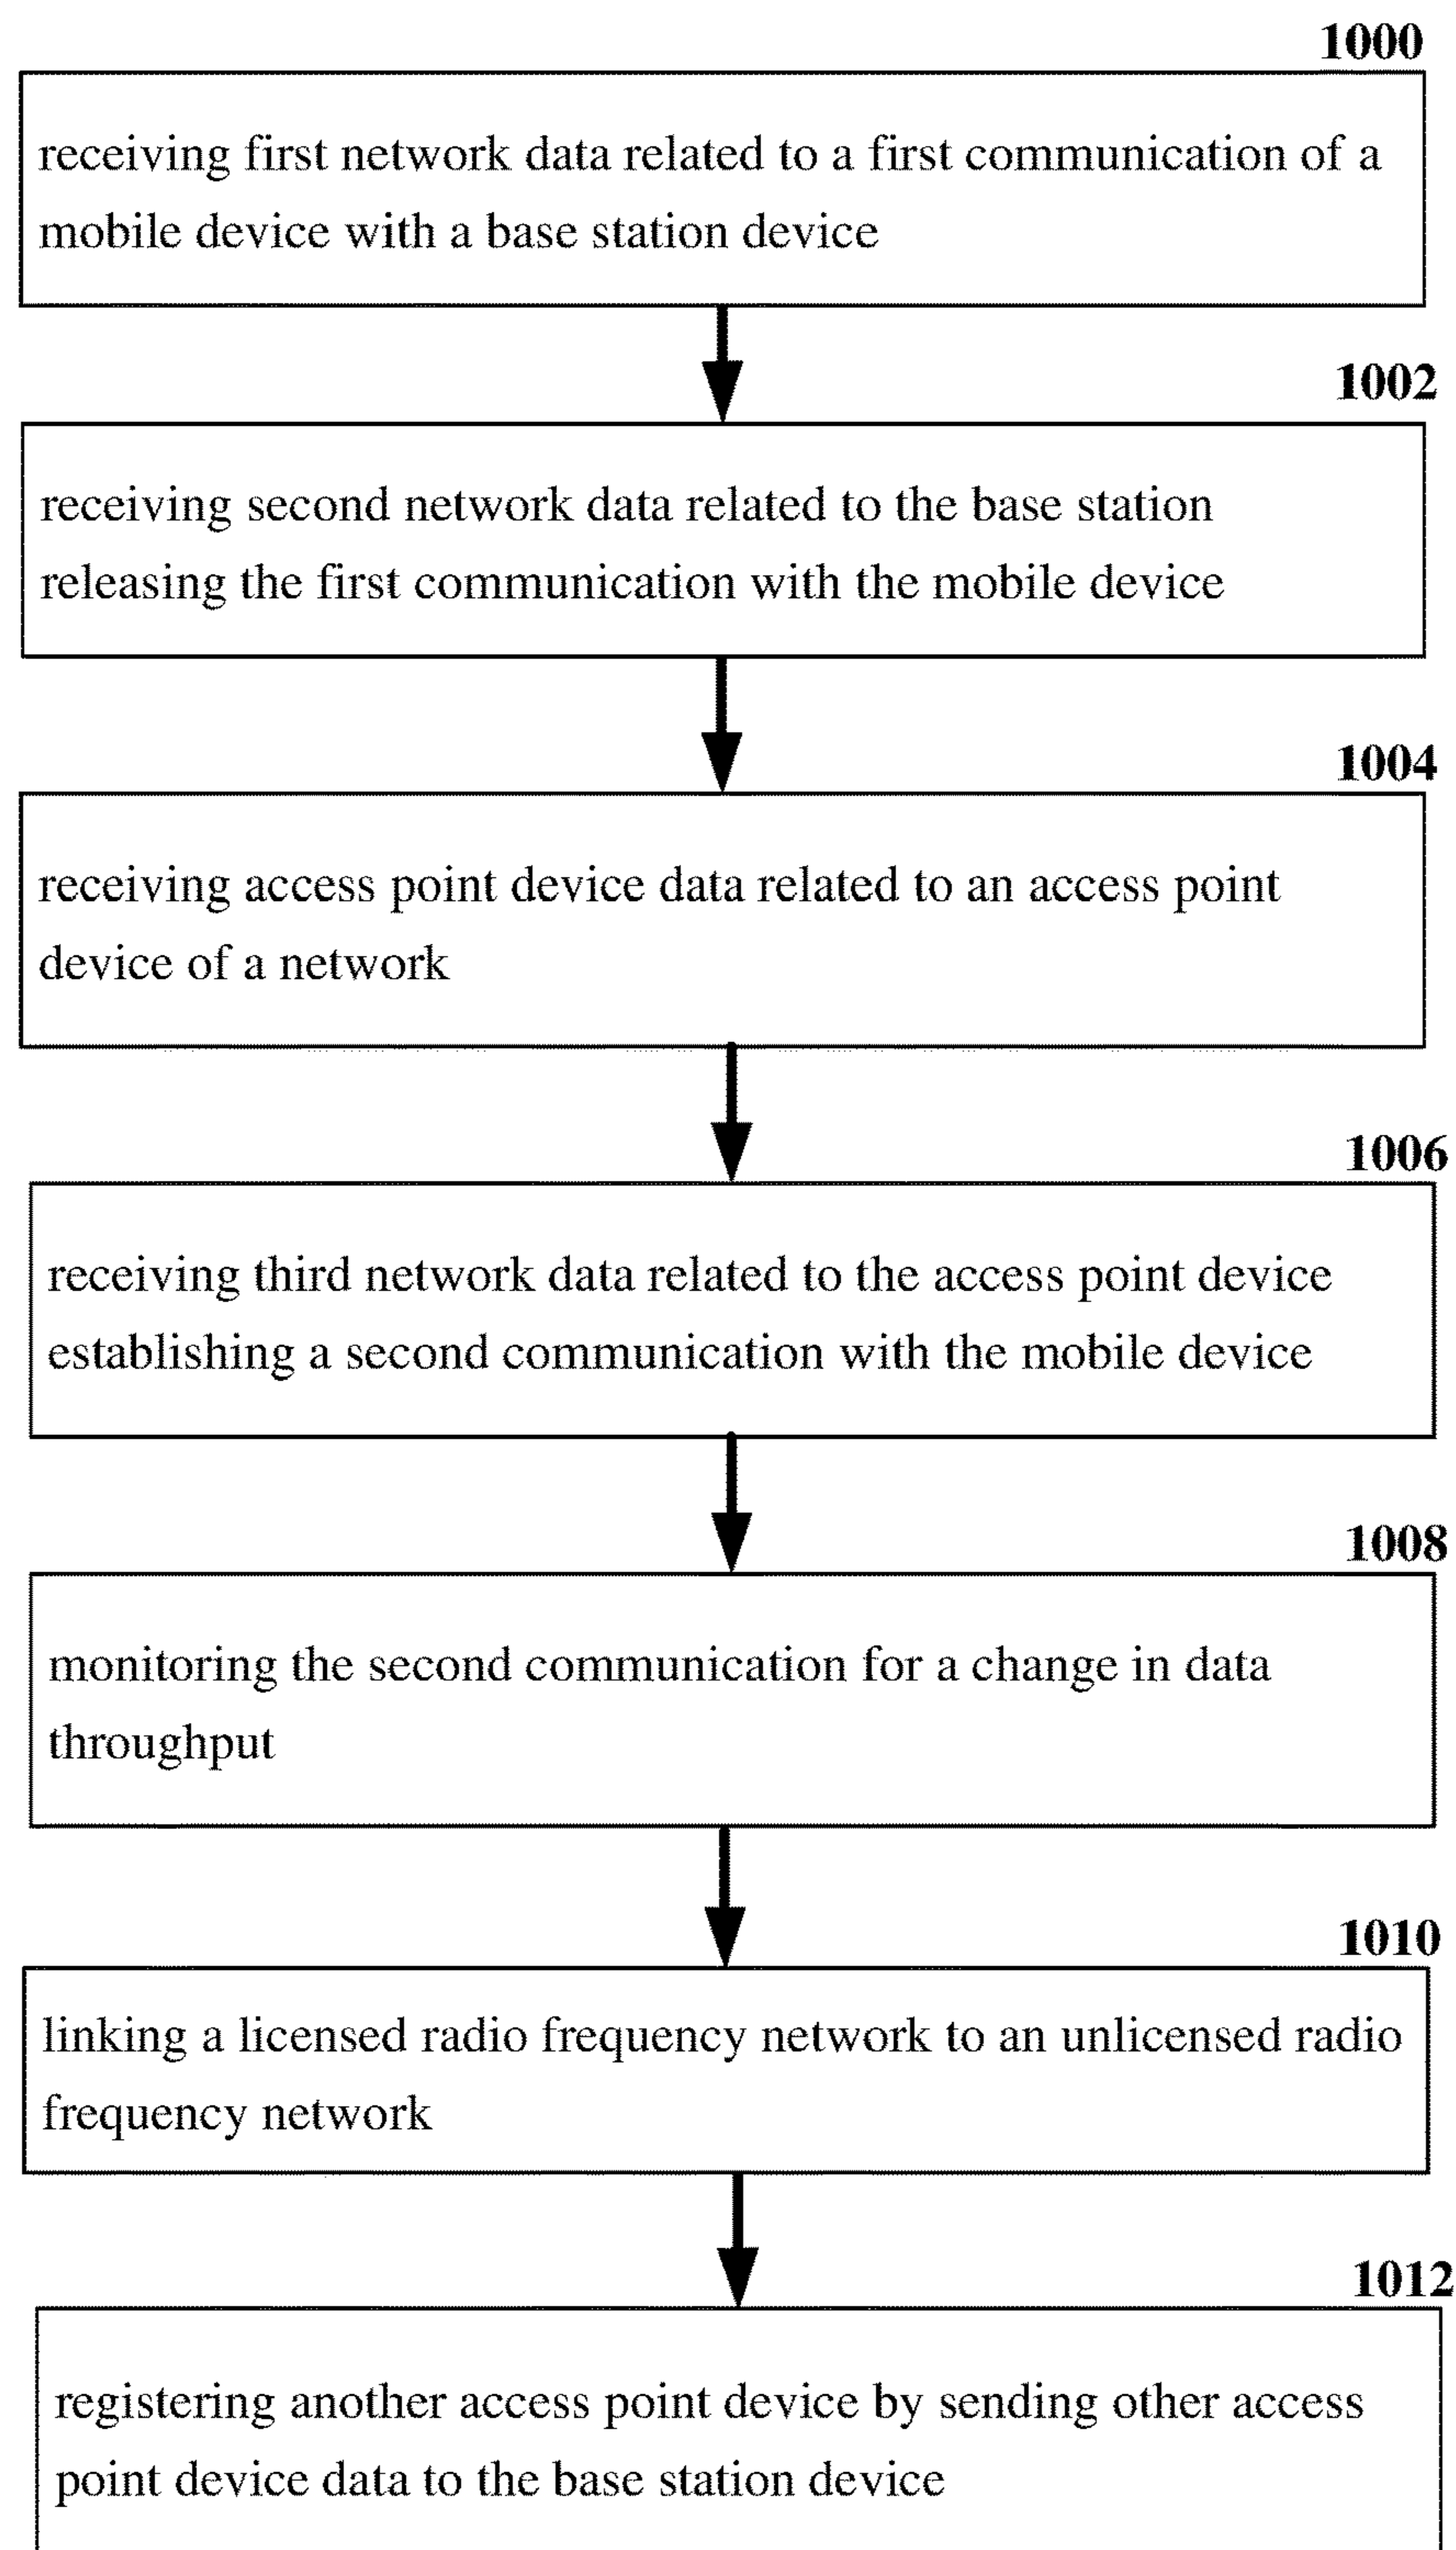 1000
receiving first network data related to a first communication of a
mobile device with a base station device
1002
receiving second network data related to the base station
releasing the first communication with the mobile device
1004
receiving access point device data related to an access point
device of a network
1006
receiving third network data related to the access point device
establishing a second communication with the mobile device
1008
monitoring the second communication for a change in data
throughput
1010
linking a licensed radio frequency network to an unlicensed radio
frequency network
1012
registering another access point device by sending other access
point device data to the base station device